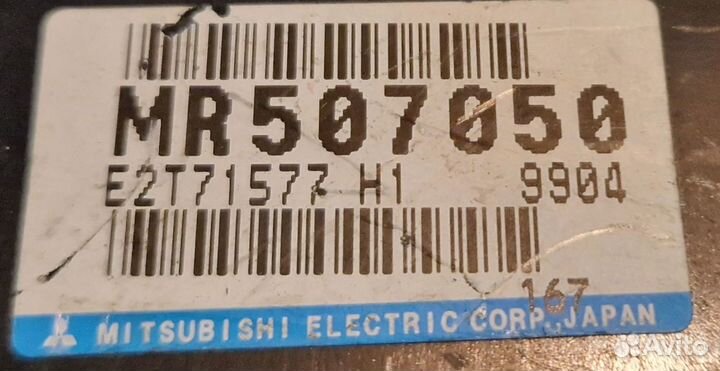 MR507050
E2T71577 H1 9904
167
MITSUBISHI ELECTRIC CORP. JAPAN
Avito